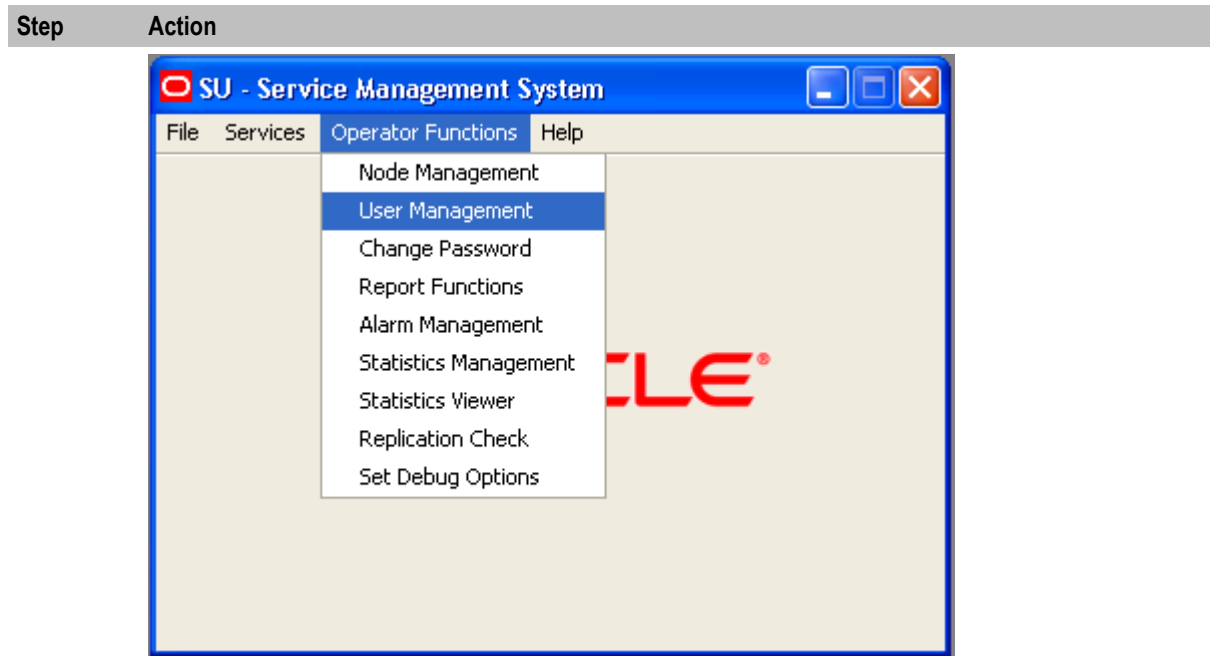 Step Action
SU - Service Management System
File Services Operator Functions Help
Node Management
User Management
Change Password
Report Functions
Alarm Management
Statistics Management
Statistics Viewer
Replication Check
Set Debug Options
CLE®